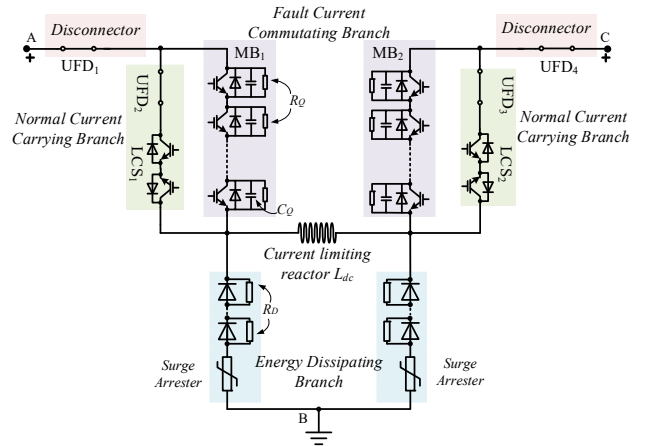 Fault Current
Commutating Branch
Disconnector
Disconnector
A
C
+
+
UFD1
MB1
MB2
UFD4
UFD2
UFD3
RQ
Normal Current
Carrying Branch
Normal Current
Carrying Branch
LCS1
LCS2
CQ
Current limiting
reactor Ldc
RD
Surge
Arrester
Energy Dissipating
Branch
Surge
Arrester
B